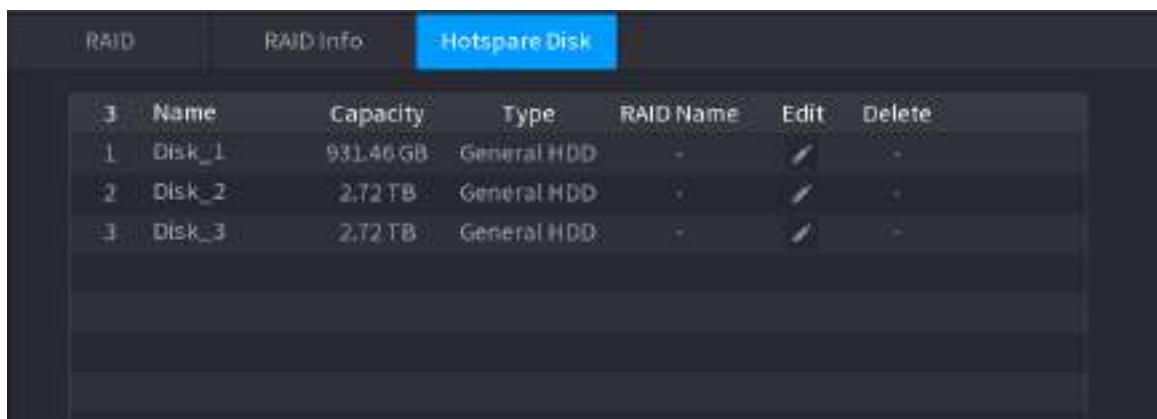 RAID RAID Info Hotspare Disk
3 Name Capacity Type RAID Name Edit Delete
1 Disk_1 931.46 GB General HDD - -
2 Disk_2 2.72 TB General HDD - -
3 Disk_3 2.72 TB General HDD - -